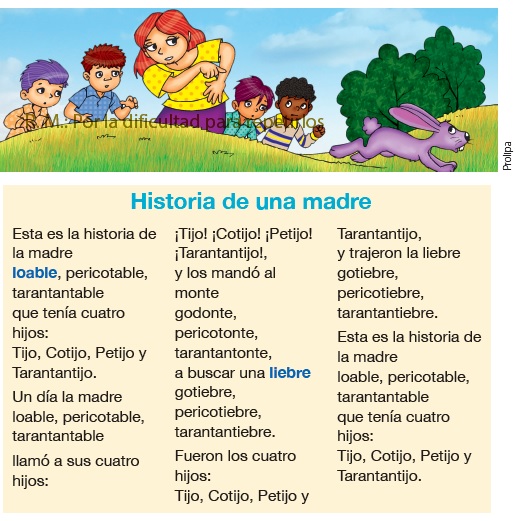 R. M.: Por la dificultad para repetirlos
Prolipa
Historia de una madre
Esta es la historia de
la madre
loable, pericotable,
tarantantable
que tenía cuatro
hijos:
Tijo, Cotijo, Petijo y
Tarantantijo.
Un día la madre
loable, pericotable,
tarantantable
llamó a sus cuatro
hijos:
¡Tijo! ¡Cotijo! ¡Petijo!
¡Tarantantijo!,
y los mandó al
monte
godonte,
pericotonte,
tarantantonte,
a buscar una liebre
gotiebre,
pericotiebre,
tarantantiebre.
Fueron los cuatro
hijos:
Tijo, Cotijo, Petijo y
Tarantantijo,
y trajeron la liebre
gotiebre,
pericotiebre,
tarantantiebre.
Esta es la historia de
la madre
loable, pericotable,
tarantantable
que tenía cuatro
hijos:
Tijo, Cotijo, Petijo y
Tarantantijo.